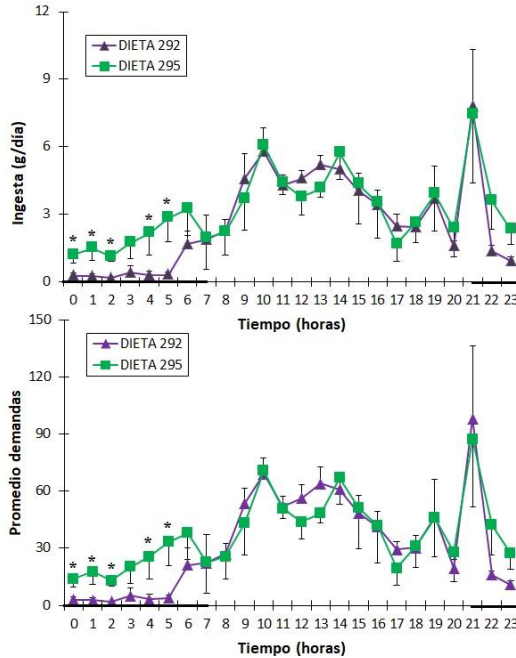 12
9
6
3
0
Ingesta (g/día)
DIETA 292
DIETA 295
* * * * *
0 1 2 3 4 5 6 7 8 9 10 11 12 13 14 15 16 17 18 19 20 21 22 23
Tiempo (horas)
150
120
90
60
30
0
Promedio demandas
DIETA 292
DIETA 295
* * * * *
0 1 2 3 4 5 6 7 8 9 10 11 12 13 14 15 16 17 18 19 20 21 22 23
Tiempo (horas)